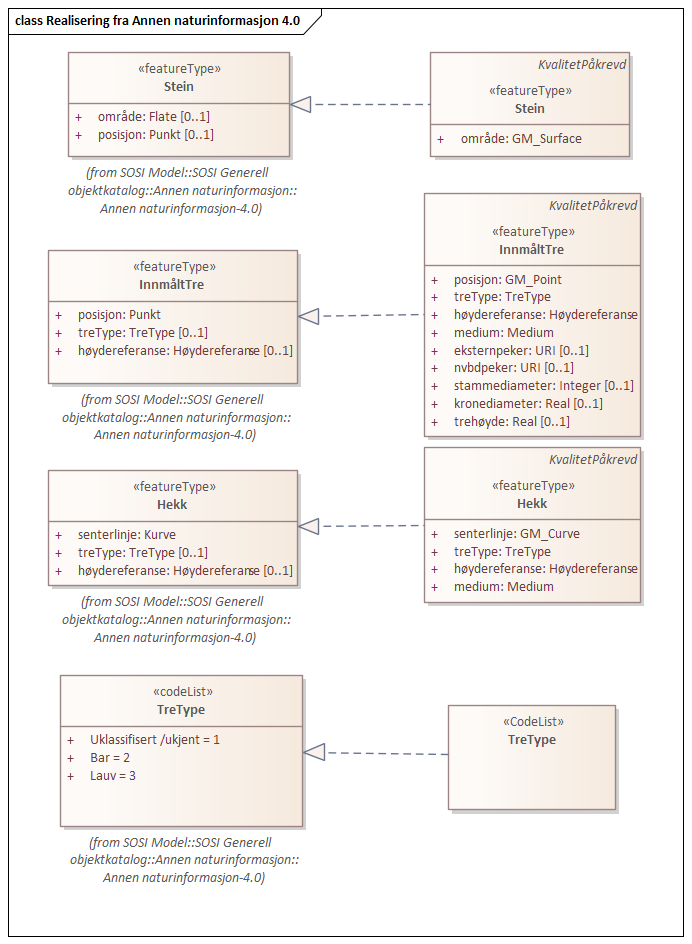 class Realisering fra Annen naturinformasjon 4.0
«featureType»
Stein
+ område: Flate [0..1]
+ posisjon: Punkt [0..1]
(from SOSI Model::SOSI Generell
objektkatalog::Annen naturinformasjon::
Annen naturinformasjon-4.0)
KvalitetPåkrevd
«featureType»
Stein
+ område: GM_Surface
«featureType»
InnmåltTre
+ posisjon: Punkt
+ treType: TreType [0..1]
+ høydereferanse: Høydereferanse [0..1]
(from SOSI Model::SOSI Generell
objektkatalog::Annen naturinformasjon::
Annen naturinformasjon-4.0)
KvalitetPåkrevd
«featureType»
InnmåltTre
+ posisjon: GM_Point
+ treType: TreType
+ høydereferanse: Høydereferanse
+ medium: Medium
+ eksternpeker: URI [0..1]
+ nvbdpeker: URI [0..1]
+ stammediameter: Integer [0..1]
+ kronediameter: Real [0..1]
+ trehøyde: Real [0..1]
«featureType»
Hekk
+ senterlinje: Kurve
+ treType: TreType [0..1]
+ høydereferanse: Høydereferanse [0..1]
(from SOSI Model::SOSI Generell
objektkatalog::Annen naturinformasjon::
Annen naturinformasjon-4.0)
KvalitetPåkrevd
«featureType»
Hekk
+ senterlinje: GM_Curve
+ treType: TreType
+ høydereferanse: Høydereferanse
+ medium: Medium
«codeList»
TreType
+ Uklassifisert /ukjent = 1
+ Bar = 2
+ Lauv = 3
(from SOSI Model::SOSI Generell
objektkatalog::Annen naturinformasjon::
Annen naturinformasjon-4.0)
«CodeList»
TreType